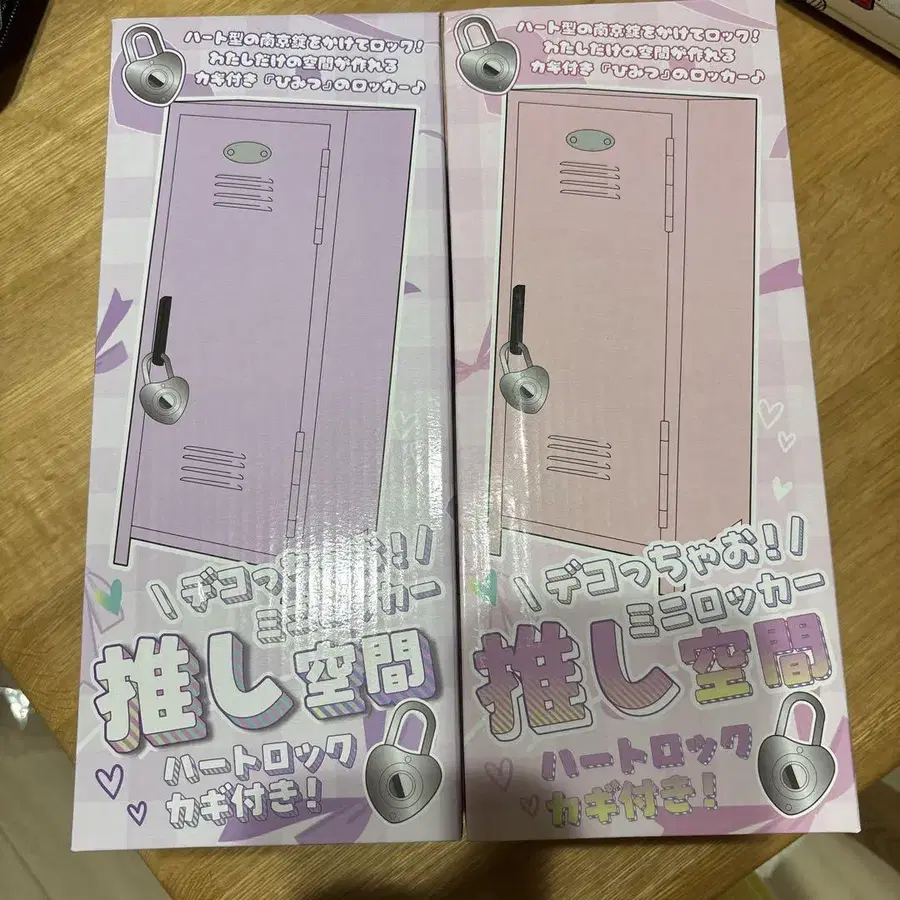 ハート型の南京錠をかけてロック!
わたしだけの空間が作れる
カギ付き『ひみつ』のロッカー♪
\デコっちゃお!/
ミニロッカー
推し空間
ハートロック
カギ付き!
ハート型の南京錠をかけてロック!
わたしだけの空間が作れる
カギ付き『ひみつ』のロッカー♪
\デコっちゃお!/
ミニロッカー
推し空間
ハートロック
カギ付き!